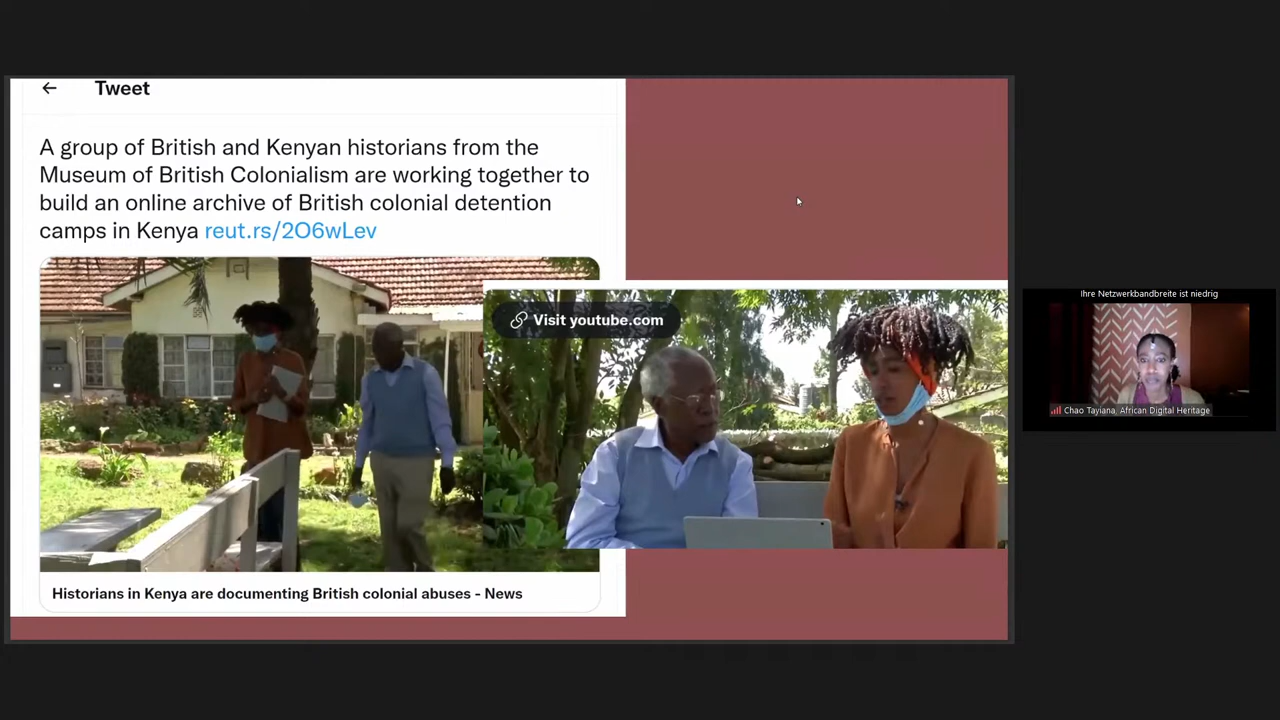 Tweet
A group of British and Kenyan historians from the
Museum of British Colonialism are working together to
build an online archive of British colonial detention
camps in Kenya reut.rs/2O6wLev
Visit youtube.com
Historians in Kenya are documenting British colonial abuses - News
Ihre Netzwerkbandbreite ist niedrig
Chao Tayiana, African Digital Heritage